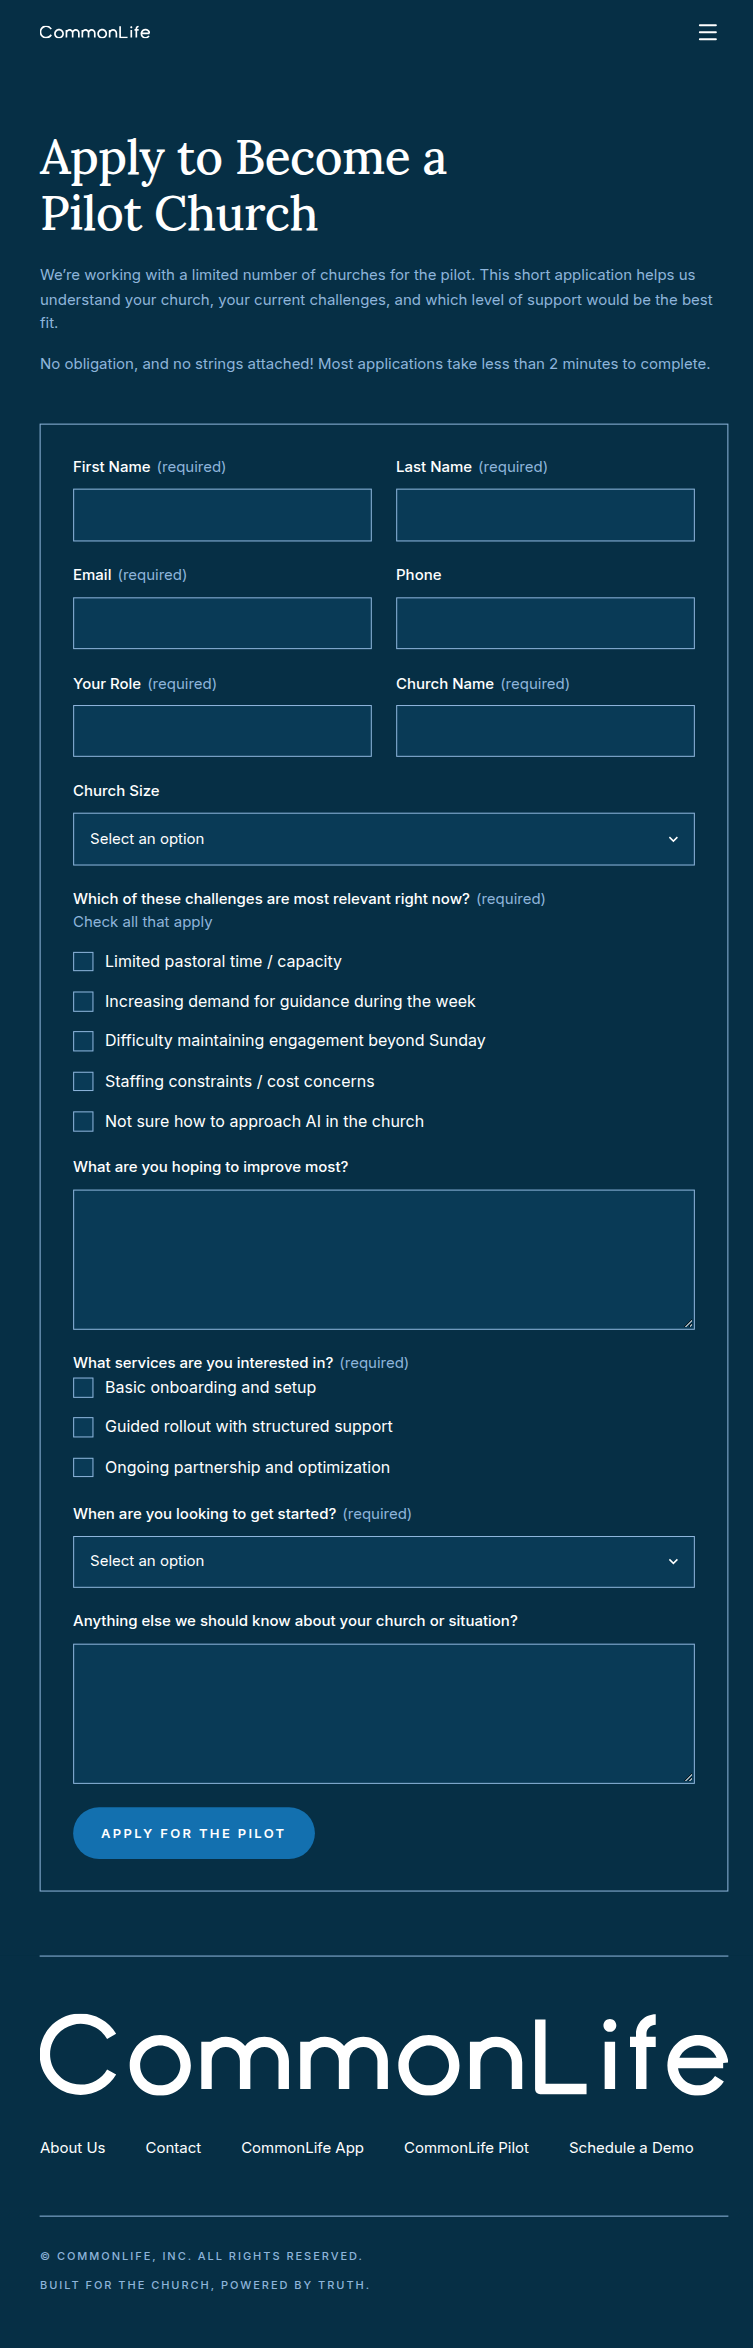 CommonLife
Apply to Become a
Pilot Church
We’re working with a limited number of churches for the pilot. This short application helps us
understand your church, your current challenges, and which level of support would be the best
fit.
No obligation, and no strings attached! Most applications take less than 2 minutes to complete.
First Name (required)
Last Name (required)
Email (required)
Phone
Your Role (required)
Church Name (required)
Church Size
Select an option
Which of these challenges are most relevant right now? (required)
Check all that apply
Limited pastoral time / capacity
Increasing demand for guidance during the week
Difficulty maintaining engagement beyond Sunday
Staffing constraints / cost concerns
Not sure how to approach AI in the church
What are you hoping to improve most?
What services are you interested in? (required)
Basic onboarding and setup
Guided rollout with structured support
Ongoing partnership and optimization
When are you looking to get started? (required)
Select an option
Anything else we should know about your church or situation?
APPLY FOR THE PILOT
CommonLife
About Us
Contact
CommonLife App
CommonLife Pilot
Schedule a Demo
© COMMONLIFE, INC. ALL RIGHTS RESERVED.
BUILT FOR THE CHURCH, POWERED BY TRUTH.